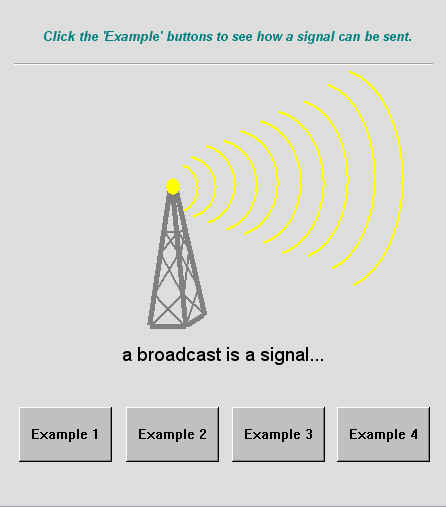 Click the 'Example' buttons to see how a signal can be sent.
a broadcast is a signal...
Example 1
Example 2
Example 3
Example 4